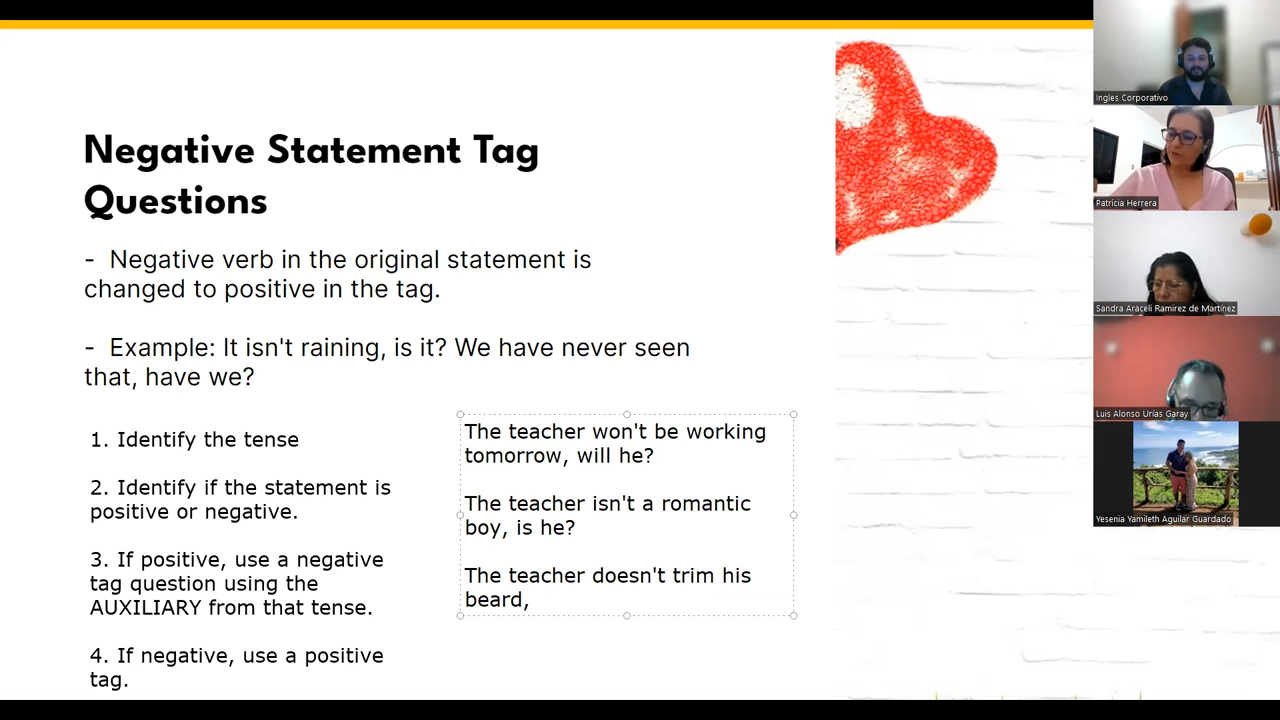 Negative Statement Tag
Questions
- Negative verb in the original statement is
changed to positive in the tag.
- Example: It isn't raining, is it? We have never seen
that, have we?
1. Identify the tense
2. Identify if the statement is
positive or negative.
3. If positive, use a negative
tag question using the
AUXILIARY from that tense.
4. If negative, use a positive
tag.
The teacher won't be working
tomorrow, will he?
The teacher isn't a romantic
boy, is he?
The teacher doesn't trim his
beard,
Ingles Corporativo
Patricia Herrera
Sandra Araceli Ramirez de Martínez
Luis Alonso Urías Garay
Yesenia Yamileth Aguilar Guardado